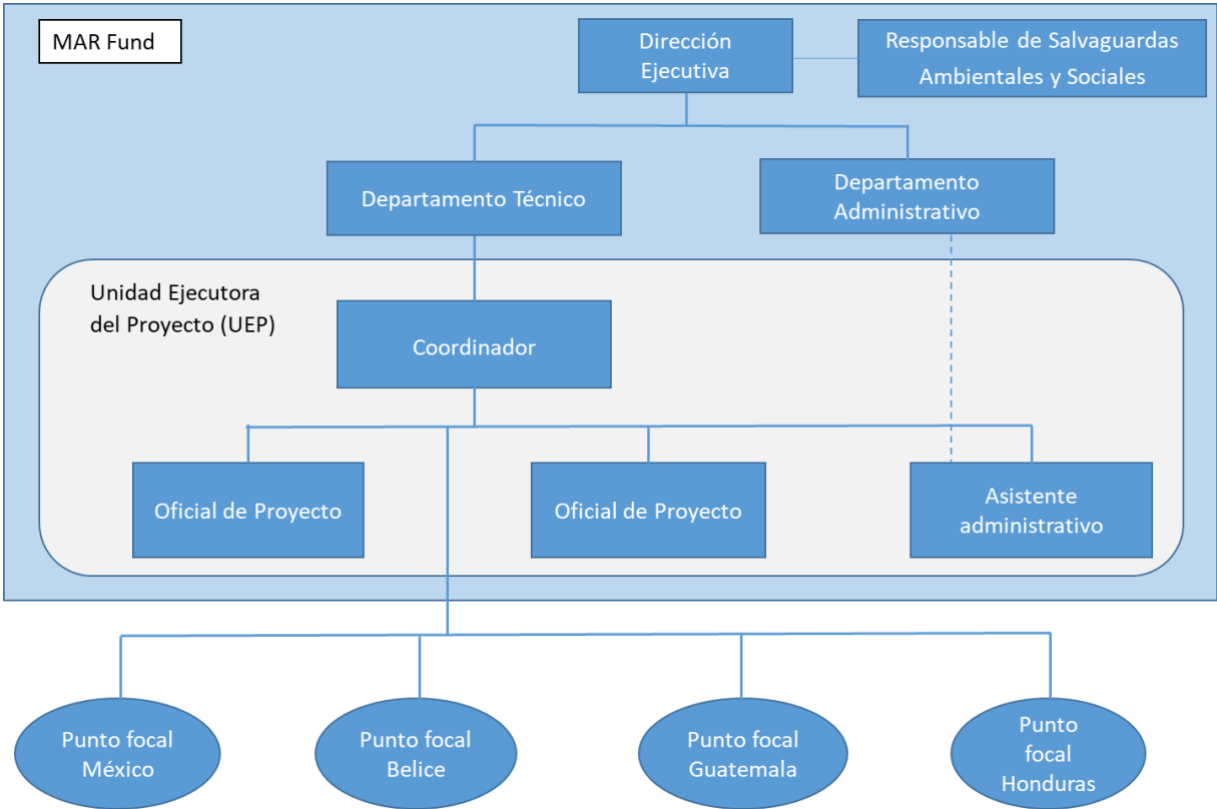 MAR Fund
Dirección
Ejecutiva
Responsable de Salvaguardas
Ambientales y Sociales
Departamento Técnico
Departamento
Administrativo
Unidad Ejecutora
del Proyecto (UEP)
Coordinador
Oficial de Proyecto
Oficial de Proyecto
Asistente
administrativo
Punto focal
México
Punto focal
Belice
Punto focal
Guatemala
Punto
focal
Honduras